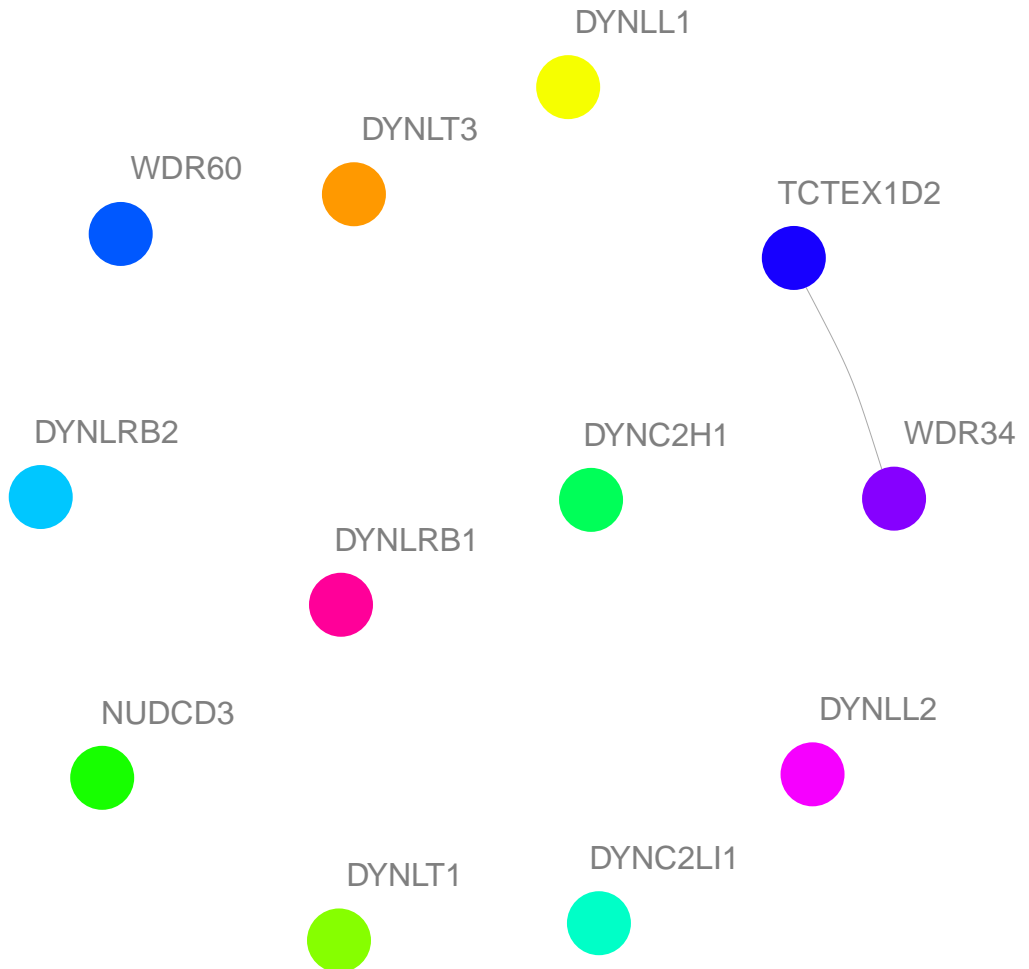 DYNLL1
DYNLT3
WDR60
TCTEX1D2
DYNLRB2
DYNC2H1
WDR34
DYNLRB1
NUDCD3
DYNLL2
DYNC2LI1
DYNLT1